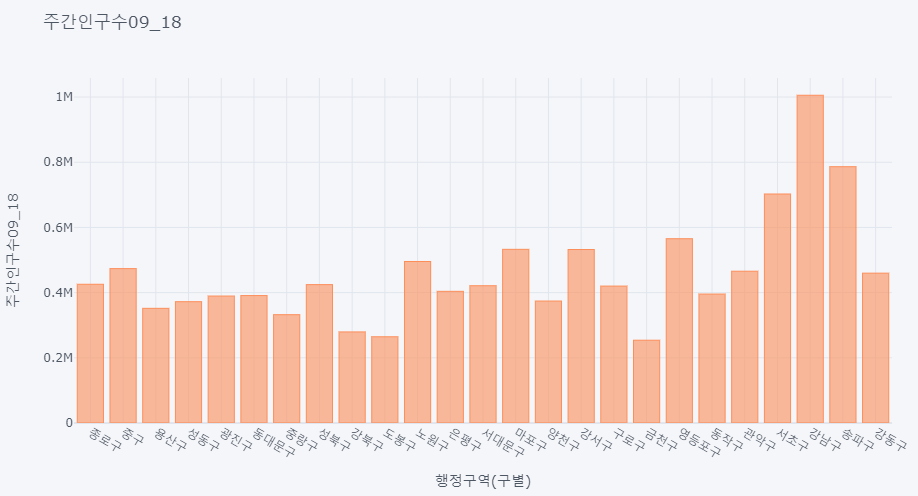 주간인구수09_18
주간인구수09_18
1M
0.8M
0.6M
0.4M
0.2M
0
종로구
중구
용산구
성동구
광진구
동대문구
중랑구
성북구
강북구
도봉구
노원구
은평구
서대문구
마포구
양천구
강서구
구로구
금천구
영등포구
동작구
관악구
서초구
강남구
송파구
강동구
행정구역(구별)